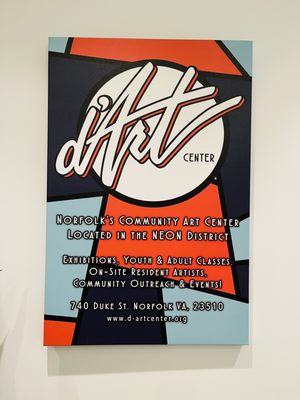 d'Art
CENTER
NORFOLK'S COMMUNITY ART CENTER
LOCATED IN THE NEON DISTRICT
EXHIBITIONS, YOUTH & ADULT CLASSES,
ON-SITE RESIDENT ARTISTS,
COMMUNITY OUTREACH & EVENTS!
740 DUKE ST. NORFOLK VA, 23510
www.d-artcenter.org